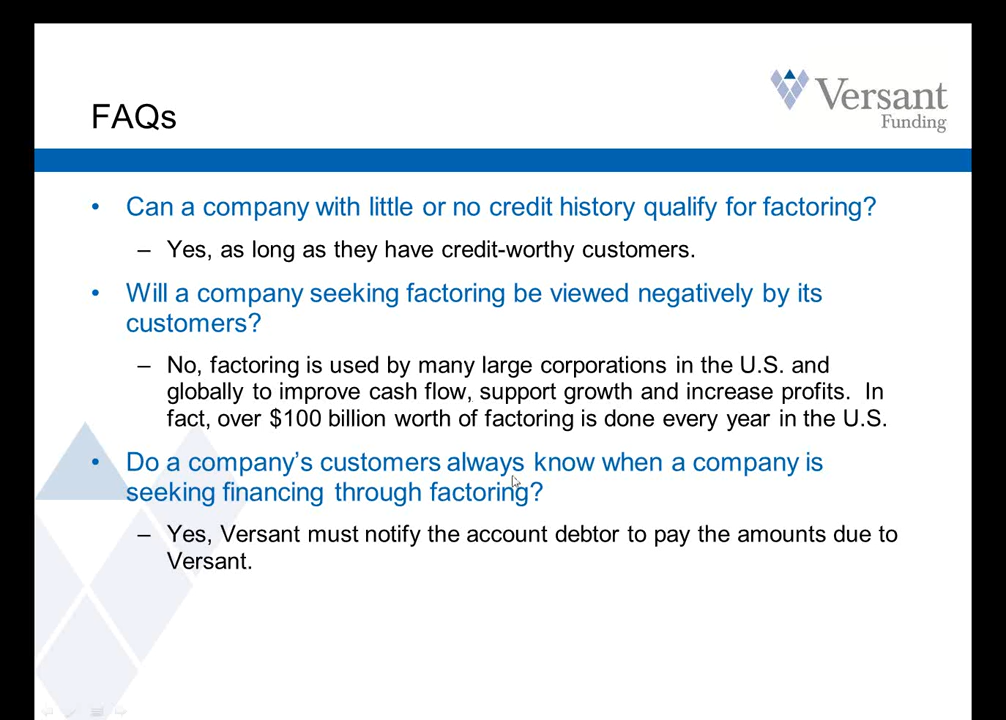 Versant
Funding
FAQs
• Can a company with little or no credit history qualify for factoring?
– Yes, as long as they have credit-worthy customers.
• Will a company seeking factoring be viewed negatively by its
customers?
– No, factoring is used by many large corporations in the U.S. and
globally to improve cash flow, support growth and increase profits. In
fact, over $100 billion worth of factoring is done every year in the U.S.
• Do a company’s customers always know when a company is
seeking financing through factoring?
– Yes, Versant must notify the account debtor to pay the amounts due to
Versant.